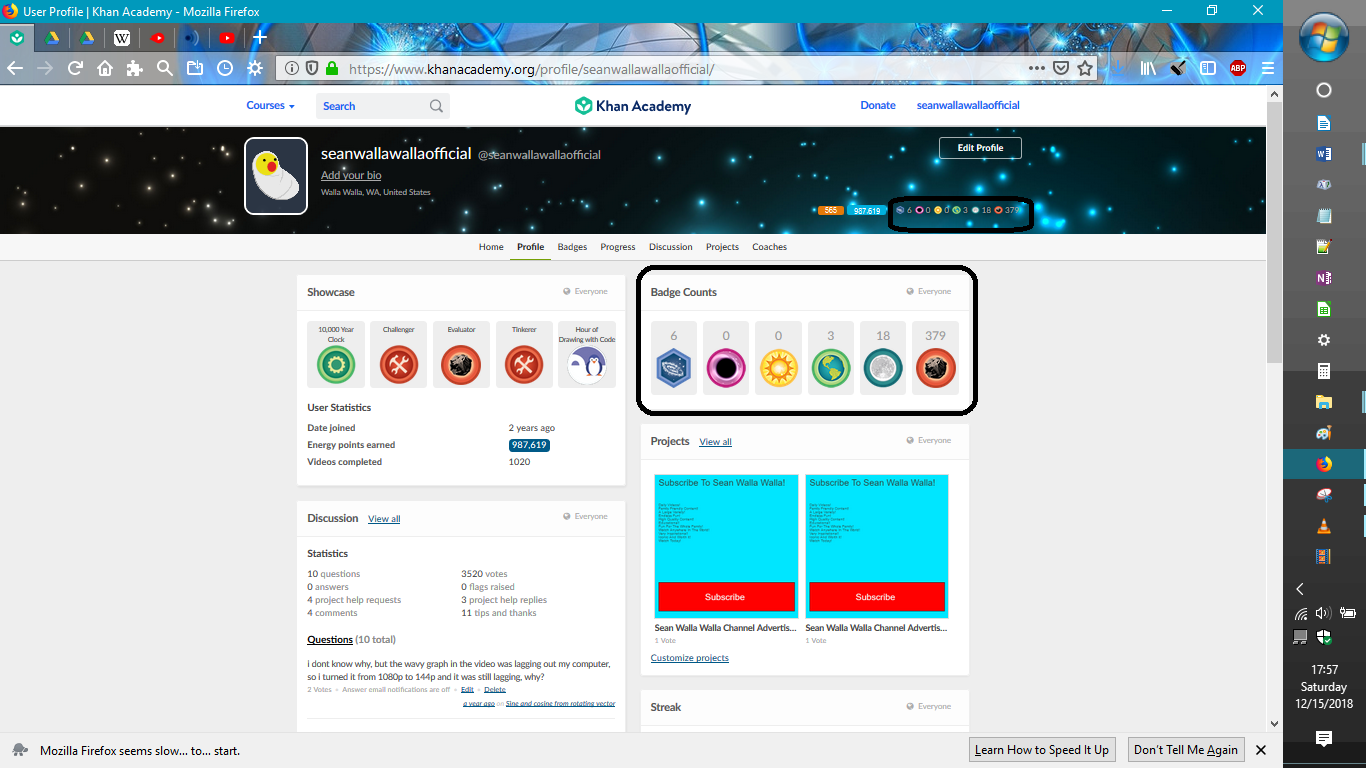 User Profile | Khan Academy - Mozilla Firefox
https://www.khanacademy.org/profile/seanwallawallaofficial/
ABP
Courses
Search
Khan Academy
Donate
seanwallawallaofficial
seanwallawallaofficial @seanwallawallaofficial
Add your bio
Walla Walla, WA, United States
Edit Profile
565 987,619 6 0 0 3 18 379
Home Profile Badges Progress Discussion Projects Coaches
Showcase Everyone
10,000 Year Clock
Challenger
Evaluator
Tinkerer
Hour of Drawing with Code
User Statistics
Date joined 2 years ago
Energy points earned 987,619
Videos completed 1020
Badge Counts Everyone
6 0 0 3 18 379
Projects View all Everyone
Subscribe To Sean Walla Walla!
Subscribe
Sean Walla Walla Channel Advertis...
1 Vote
Subscribe To Sean Walla Walla!
Subscribe
Sean Walla Walla Channel Advertis...
1 Vote
Customize projects
Discussion View all Everyone
Statistics
10 questions 3520 votes
0 answers 0 flags raised
4 project help requests 3 project help replies
4 comments 11 tips and thanks
Questions (10 total)
i dont know why, but the wavy graph in the video was lagging out my computer,
so i turned it from 1080p to 144p and it was still lagging, why?
2 Votes • Answer email notifications are off • Edit • Delete
a year ago on Sine and cosine from rotating vector
Streak Everyone
Mozilla Firefox seems slow... to... start.
Learn How to Speed It Up
Don't Tell Me Again
17:57
Saturday
12/15/2018